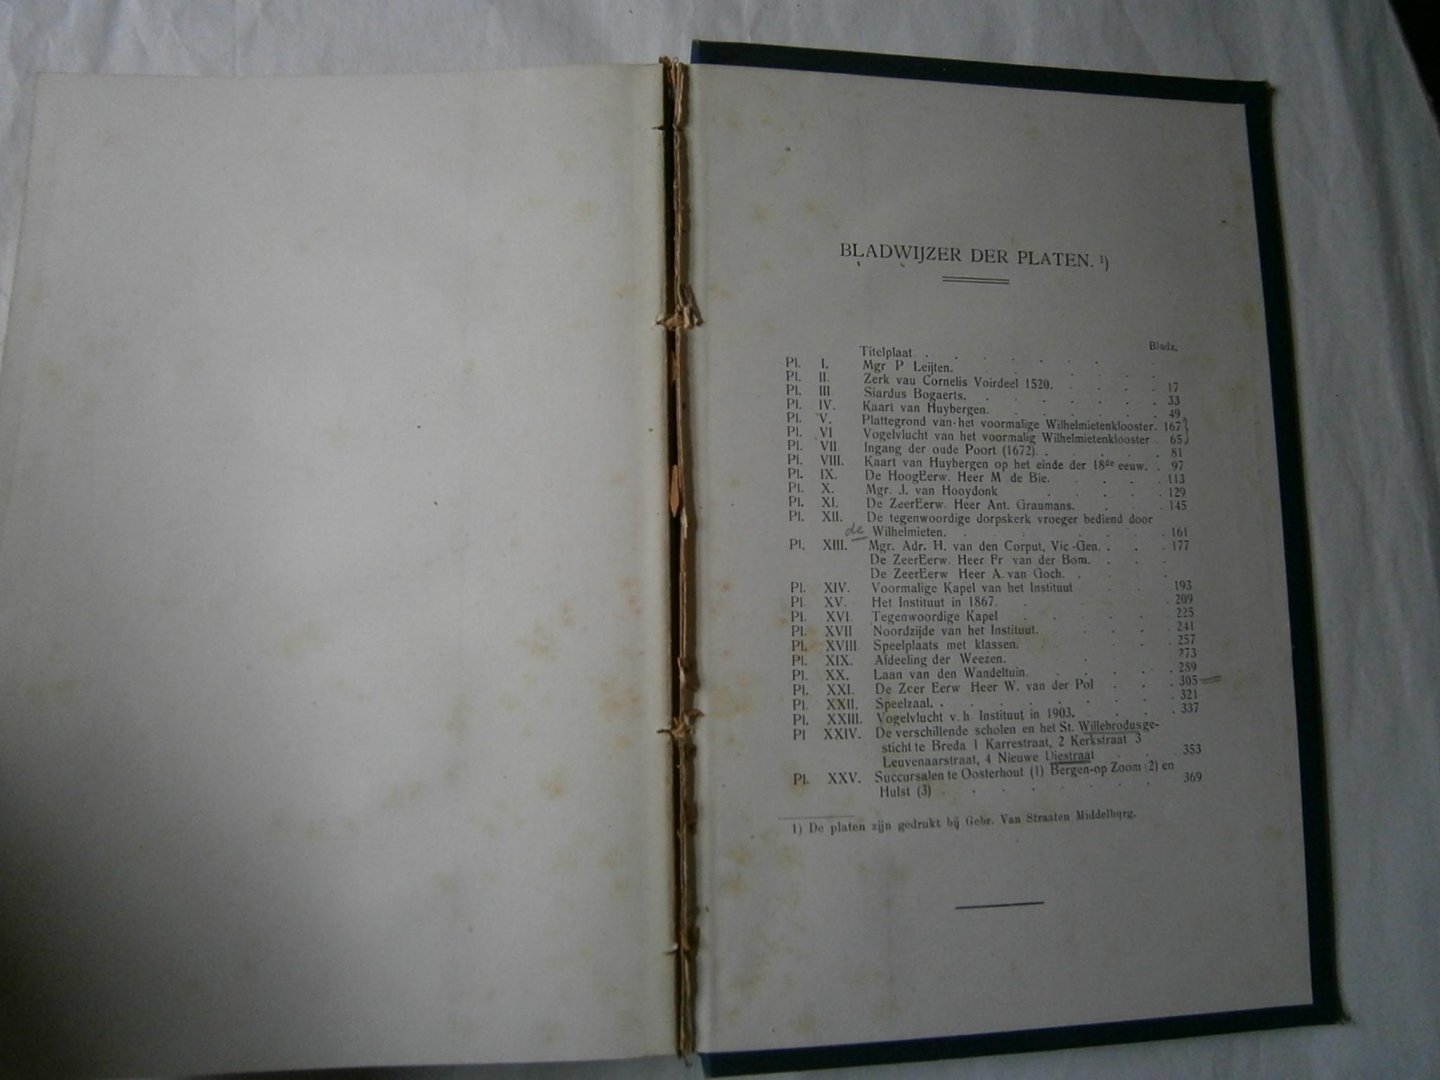 BLADWIJZER DER PLATEN. ¹)
Bladz.
Titelplaat . . . . . . . .
Pl. I. Mgr P Leijten. . . . . . . .
Pl. II. Zerk vau Cornelis Voirdeel 1520. . . . . 17
Pl. III Siardus Bogaerts. . . . . . . . 33
Pl. IV. Kaart van Huybergen. . . . . . . 49
Pl. V. Plattegrond van het voormalige Wilhelmietenklooster. 167
Pl. VI Vogelvlucht van het voormalig Wilhelmietenklooster . 65
Pl. VII Ingang der oude Poort (1672) . . . . . 81
Pl. VIII. Kaart van Huybergen op het einde der 18de eeuw. . 97
Pl. IX. De HoogEerw. Heer M de Bie. . . . . 113
Pl. X. Mgr. J. van Hooydonk . . . . . 129
Pl. XI. De ZeerEerw. Heer Ant. Graumans. . . . 145
Pl. XII. De tegenwoordige dorpskerk vroeger bediend door
de Wilhelmieten. . . . . . . . 161
Pl. XIII. Mgr. Adr. H. van den Corput, Vic-Gen. . . . 177
De ZeerEerw. Heer Fr van der Bom. . . .
De ZeerEerw Heer A. van Goch. . . .
Pl. XIV. Voormalige Kapel van het Instituut . . . 193
Pl. XV. Het Instituut in 1867. . . . . . 209
Pl. XVI. Tegenwoordige Kapel . . . . . 225
Pl. XVII Noordzijde van het Instituut. . . . . 241
Pl. XVIII. Speelplaats met klassen. . . . . . 257
Pl. XIX. Afdeeling der Weezen. . . . . . 273
Pl. XX. Laan van den Wandeltuin. . . . . . 289
Pl. XXI. De Zeer Eerw Heer W. van der Pol . . . 305
Pl. XXII. Speelzaal. . . . . . . . . 321
Pl. XXIII. Vogelvlucht v. h Instituut in 1903. . . . 337
Pl XXIV. De verschillende scholen en het St. Willebrodusge-
sticht te Breda 1 Karrestraat, 2 Kerkstraat 3
Leuvenaarstraat, 4 Nieuwe Diestraat . . . 353
Pl. XXV. Succursalen te Oosterhout (1) Bergen-op Zoom (2) en
Hulst (3) . . . . . . . . 369
1) De platen zijn gedrukt bij Gebr. Van Straaten Middelburg.